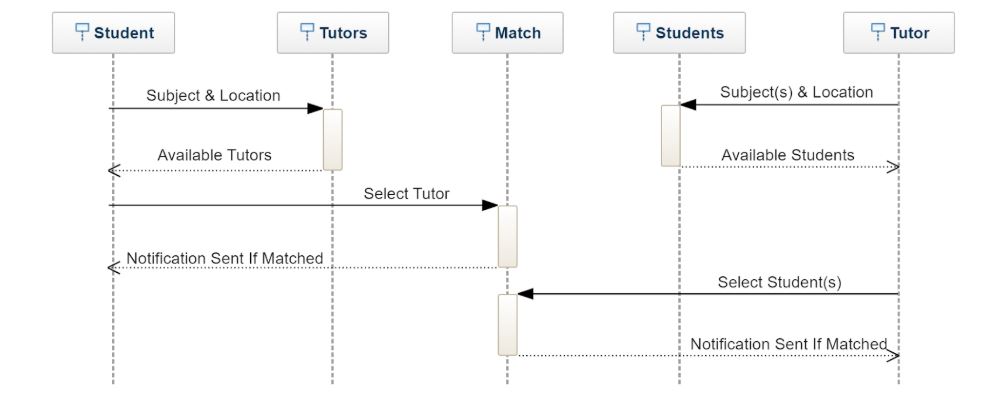 Student
Tutors
Match
Students
Tutor
Subject & Location
Subject(s) & Location
Available Tutors
Available Students
Select Tutor
Notification Sent If Matched
Select Student(s)
Notification Sent If Matched